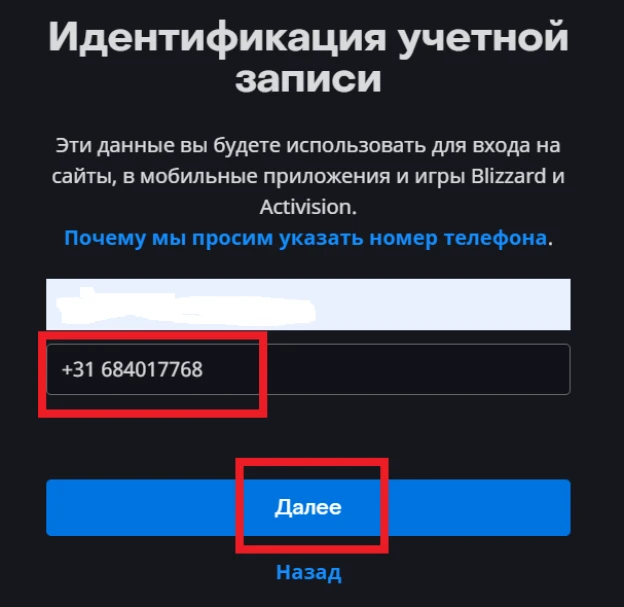 Идентификация учетной
записи
Эти данные вы будете использовать для входа на
сайты, в мобильные приложения и игры Blizzard и
Activision.
Почему мы просим указать номер телефона.
+31 684017768
Далее
Назад